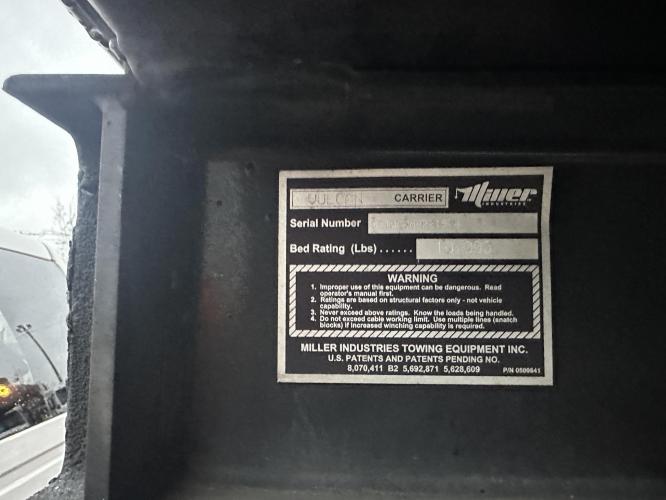 VULCAN CARRIER Miller INDUSTRIES
Serial Number
Bed Rating (Lbs) ......
WARNING
1. Improper use of this equipment can be dangerous. Read
operator's manual first.
2. Ratings are based on structural factors only - not vehicle
capability.
3. Never exceed above ratings. Know the loads being handled.
4. Do not exceed cable working limit. Use multiple lines (snatch
blocks) if increased winching capability is required.
MILLER INDUSTRIES TOWING EQUIPMENT INC.
U.S. PATENTS AND PATENTS PENDING NO.
8,070,411 B2 5,692,871 5,628,609
P/N 0509841